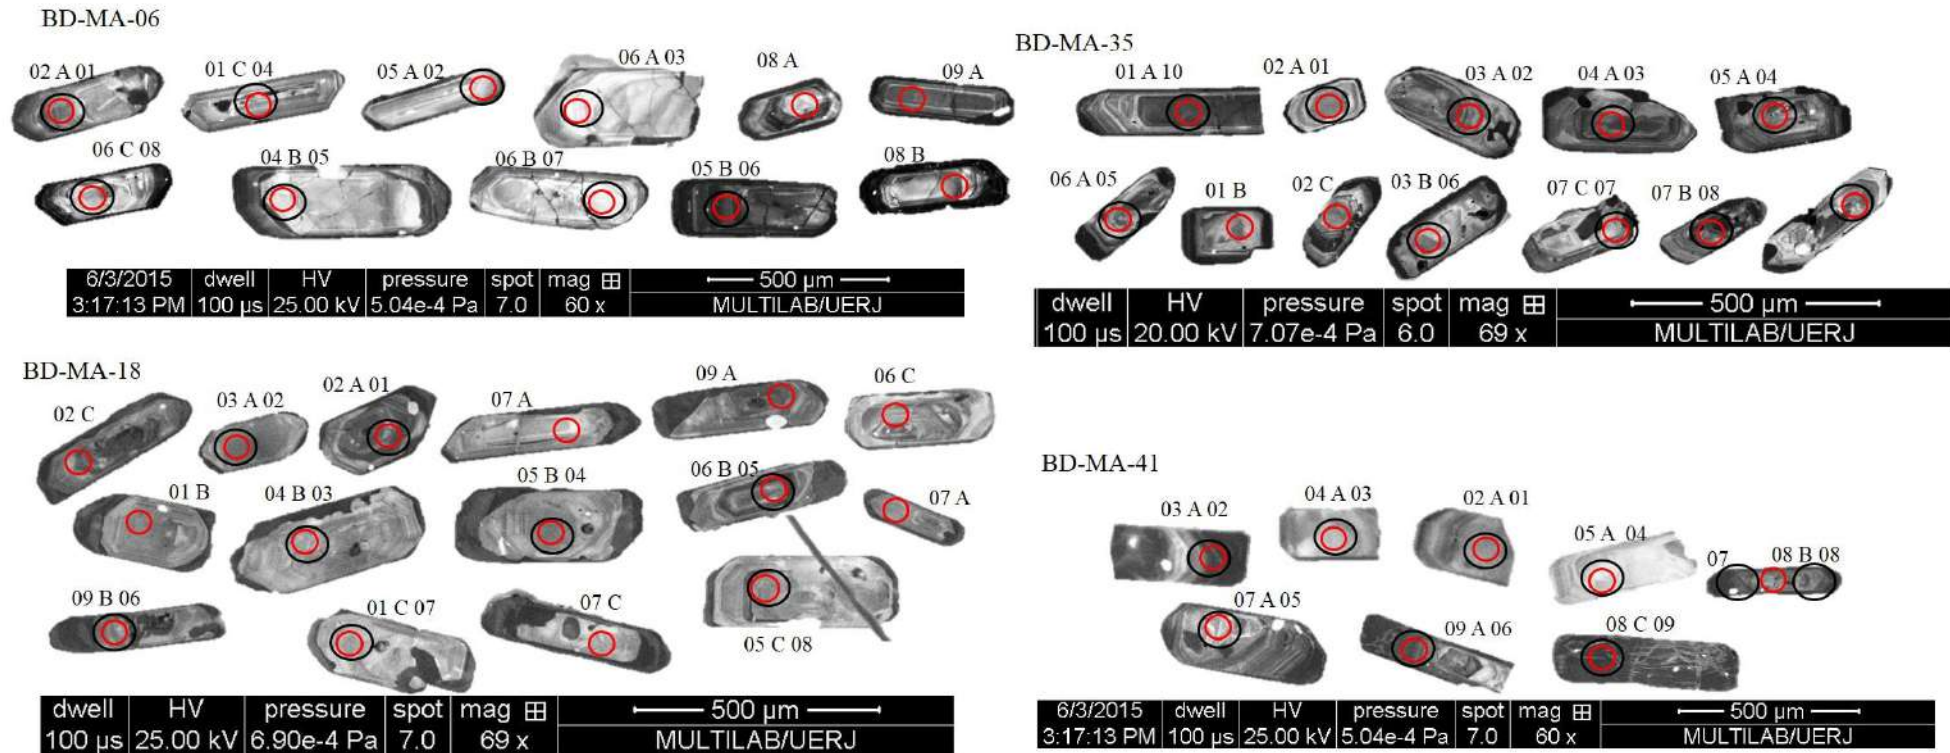 BD-MA-06
02 A 01
01 C 04
05 A 02
06 A 03
08 A
09 A
06 C 08
04 B 05
06 B 07
05 B 06
08 B
6/3/2015 dwell HV pressure spot mag ⊞ 500 µm
3:17:13 PM 100 µs 25.00 kV 5.04e-4 Pa 7.0 60 x MULTILAB/UERJ
BD-MA-35
01 A 10
02 A 01
03 A 02
04 A 03
05 A 04
06 A 05
01 B
02 C
03 B 06
07 C 07
07 B 08
dwell HV pressure spot mag ⊞ 500 µm
100 µs 20.00 kV 7.07e-4 Pa 6.0 69 x MULTILAB/UERJ
BD-MA-18
02 C
03 A 02
02 A 01
07 A
09 A
06 C
01 B
04 B 03
05 B 04
06 B 05
07 A
09 B 06
01 C 07
07 C
05 C 08
dwell HV pressure spot mag ⊞ 500 µm
100 µs 25.00 kV 6.90e-4 Pa 7.0 69 x MULTILAB/UERJ
BD-MA-41
03 A 02
04 A 03
02 A 01
05 A 04
07
08 B 08
07 A 05
09 A 06
08 C 09
6/3/2015 dwell HV pressure spot mag ⊞ 500 µm
3:17:13 PM 100 µs 25.00 kV 5.04e-4 Pa 7.0 60 x MULTILAB/UERJ